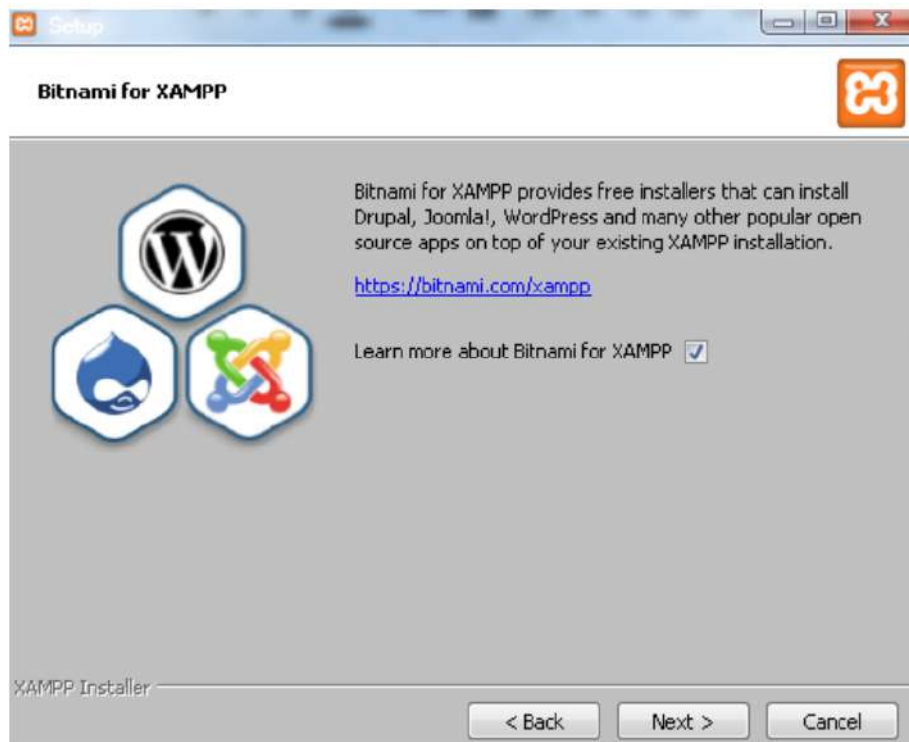 Setup
Bitnami for XAMPP
Bitnami for XAMPP provides free installers that can install
Drupal, Joomla!, WordPress and many other popular open
source apps on top of your existing XAMPP installation.
https://bitnami.com/xampp
Learn more about Bitnami for XAMPP
XAMPP Installer
< Back
Next >
Cancel